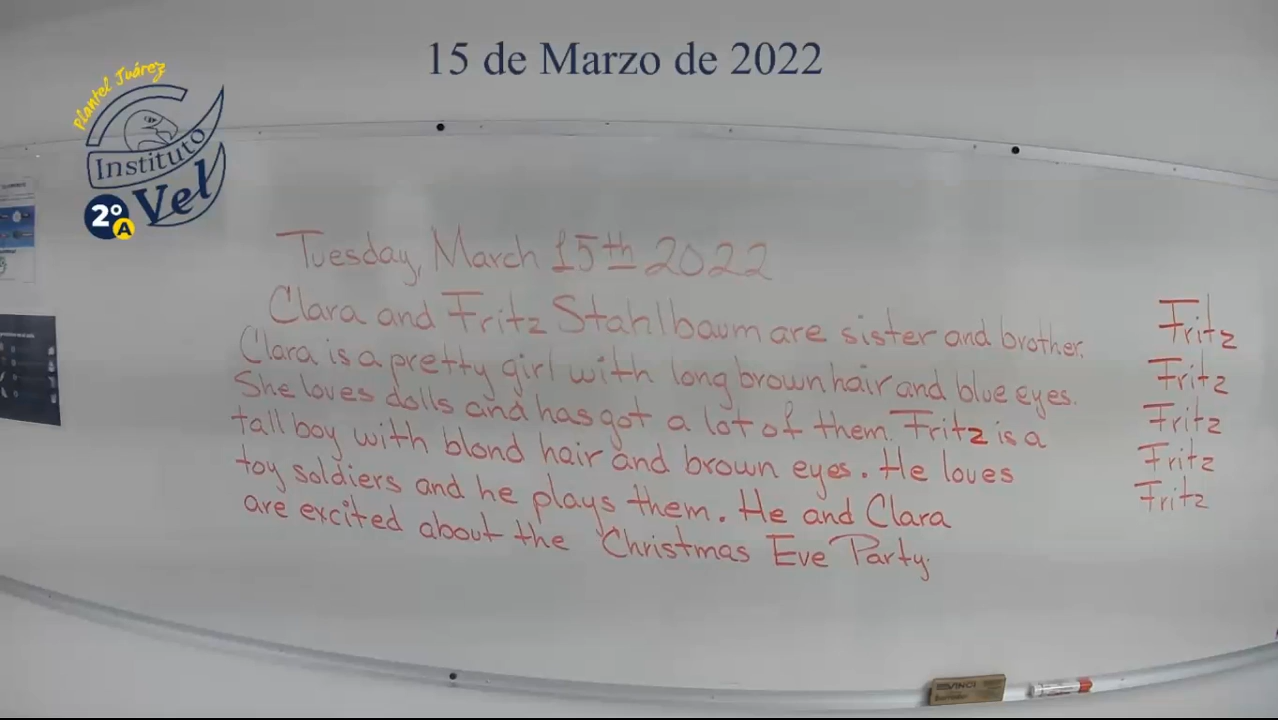 15 de Marzo de 2022
Plantel Juárez
Instituto
Vel
2° A
Tuesday, March 15th 2022
Clara and Fritz Stahlbaum are sister and brother.
Clara is a pretty girl with long brown hair and blue eyes.
She loves dolls and has got a lot of them. Fritz is a
tall boy with blond hair and brown eyes. He loves
toy soldiers and he plays them. He and Clara
are excited about the Christmas Eve Party.
Fritz
Fritz
Fritz
Fritz
Fritz
VINCI